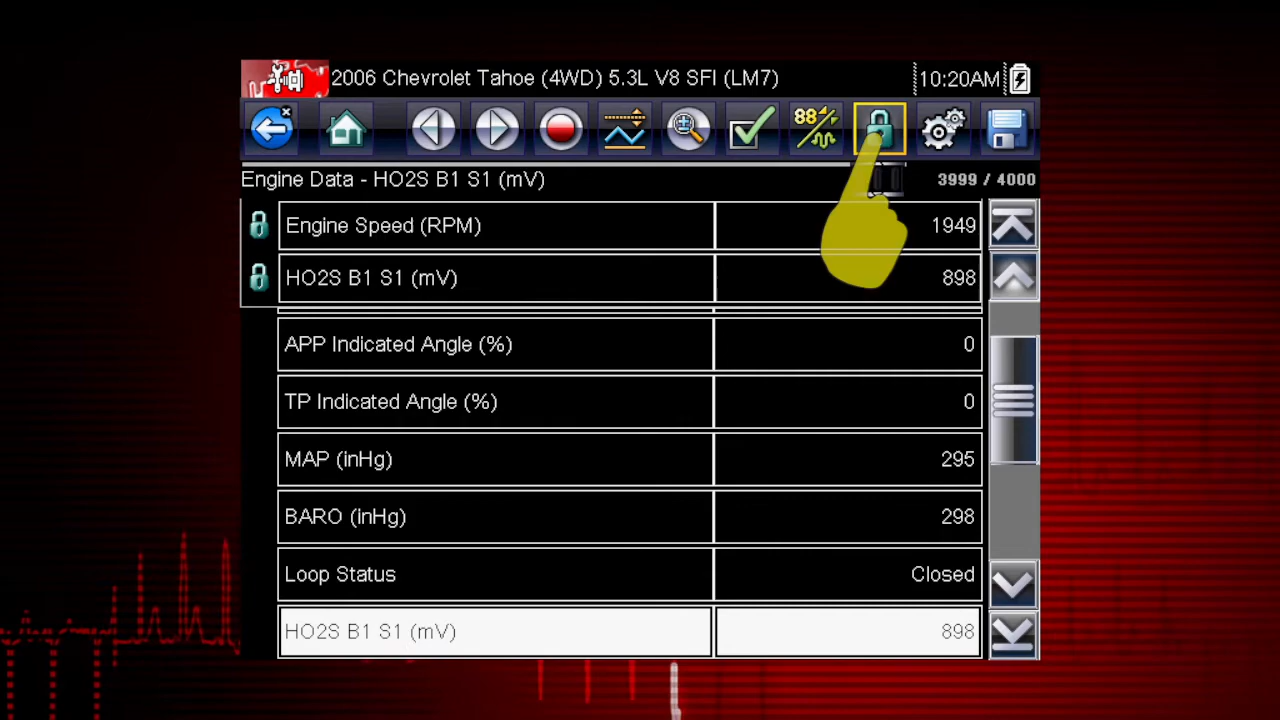 2006 Chevrolet Tahoe (4WD) 5.3L V8 SFI (LM7) 10:20AM
88
Engine Data - HO2S B1 S1 (mV) 3999 / 4000
Engine Speed (RPM) 1949
HO2S B1 S1 (mV) 898
APP Indicated Angle (%) 0
TP Indicated Angle (%) 0
MAP (inHg) 295
BARO (inHg) 298
Loop Status Closed
HO2S B1 S1 (mV) 898